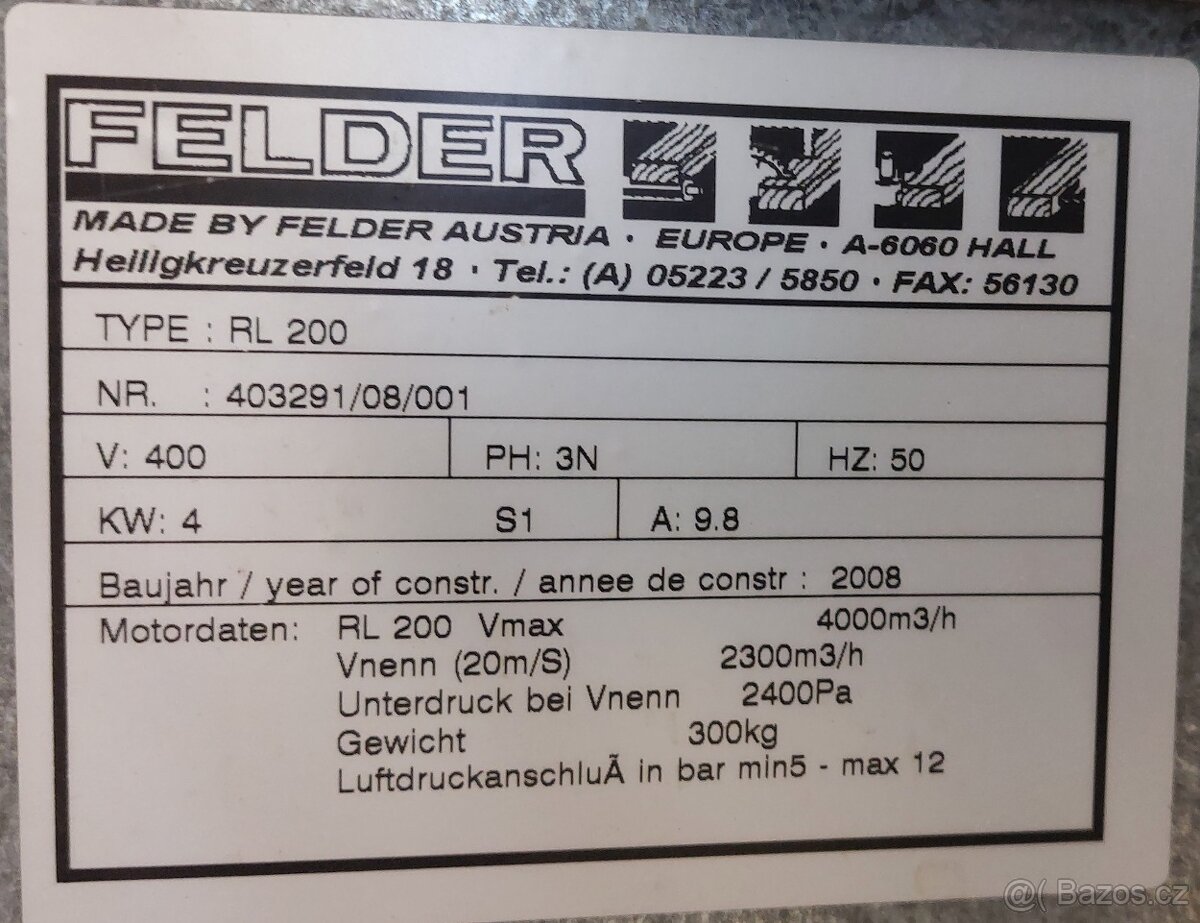 FELDER
MADE BY FELDER AUSTRIA · EUROPE · A-6060 HALL
Heiligkreuzerfeld 18 · Tel.: (A) 05223 / 5850 · FAX: 56130
TYPE : RL 200
NR. : 403291/08/001
V: 400 PH: 3N HZ: 50
KW: 4 S1 A: 9.8
Baujahr / year of constr. / annee de constr : 2008
Motordaten: RL 200 Vmax 4000m3/h
Vnenn (20m/S) 2300m3/h
Unterdruck bei Vnenn 2400Pa
Gewicht 300kg
LuftdruckanschluÃ in bar min5 - max 12
@( Bazos.cz